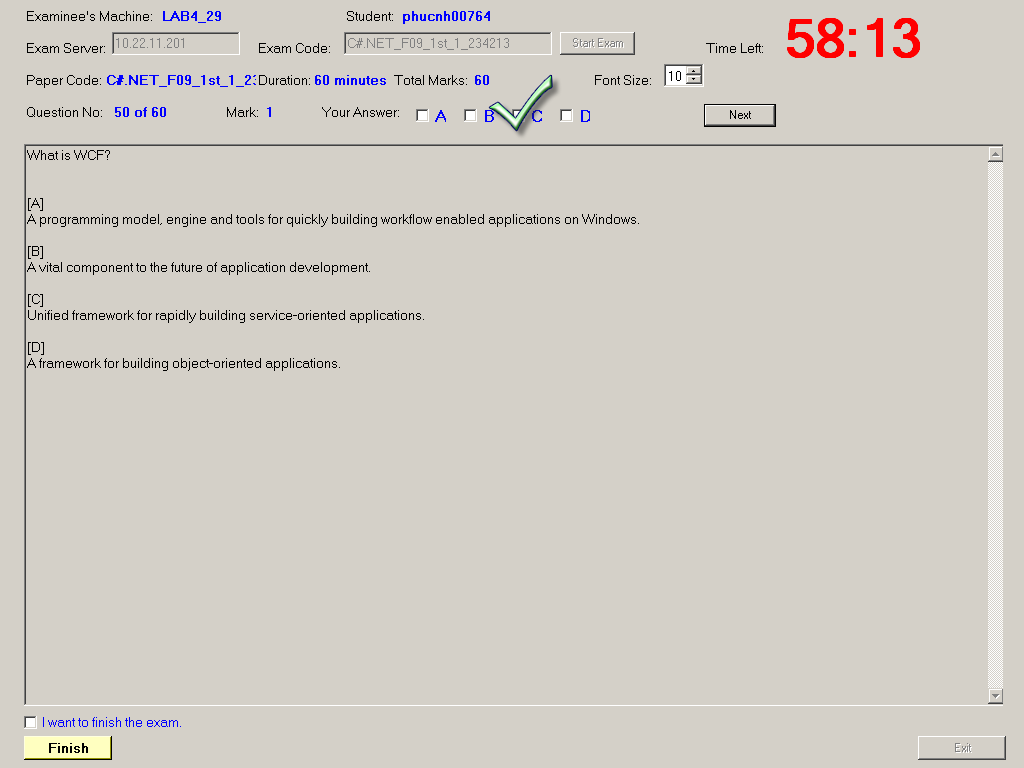 Examinee's Machine: LAB4_29 Student: phucnh00764
58:13
Exam Server: 10.22.11.201 Exam Code: C#.NET_F09_1st_1_234213 Start Exam Time Left:
Paper Code: C#.NET_F09_1st_1_23 Duration: 60 minutes Total Marks: 60 Font Size: 10
Question No: 50 of 60 Mark: 1 Your Answer: A B C D Next
What is WCF?
[A]
A programming model, engine and tools for quickly building workflow enabled applications on Windows.
[B]
A vital component to the future of application development.
[C]
Unified framework for rapidly building service-oriented applications.
[D]
A framework for building object-oriented applications.
I want to finish the exam.
Finish Exit